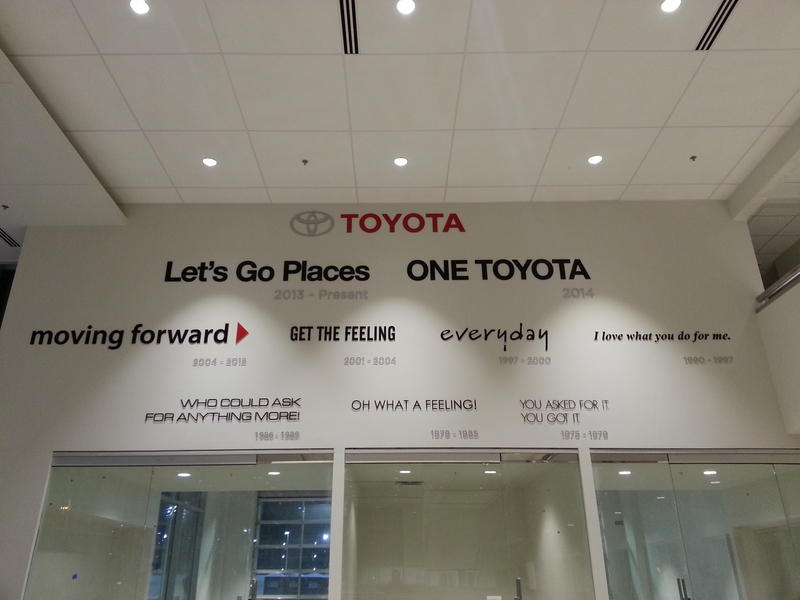 TOYOTA
Let's Go Places
2013 - Present
ONE TOYOTA
2014
moving forward
2004 - 2012
GET THE FEELING
2001 - 2004
everyday
1997 - 2000
I love what you do for me.
1990 - 1997
WHO COULD ASK
FOR ANYTHING MORE!
1986 - 1989
OH WHAT A FEELING!
1979 - 1985
YOU ASKED FOR IT
YOU GOT IT
1975 - 1979